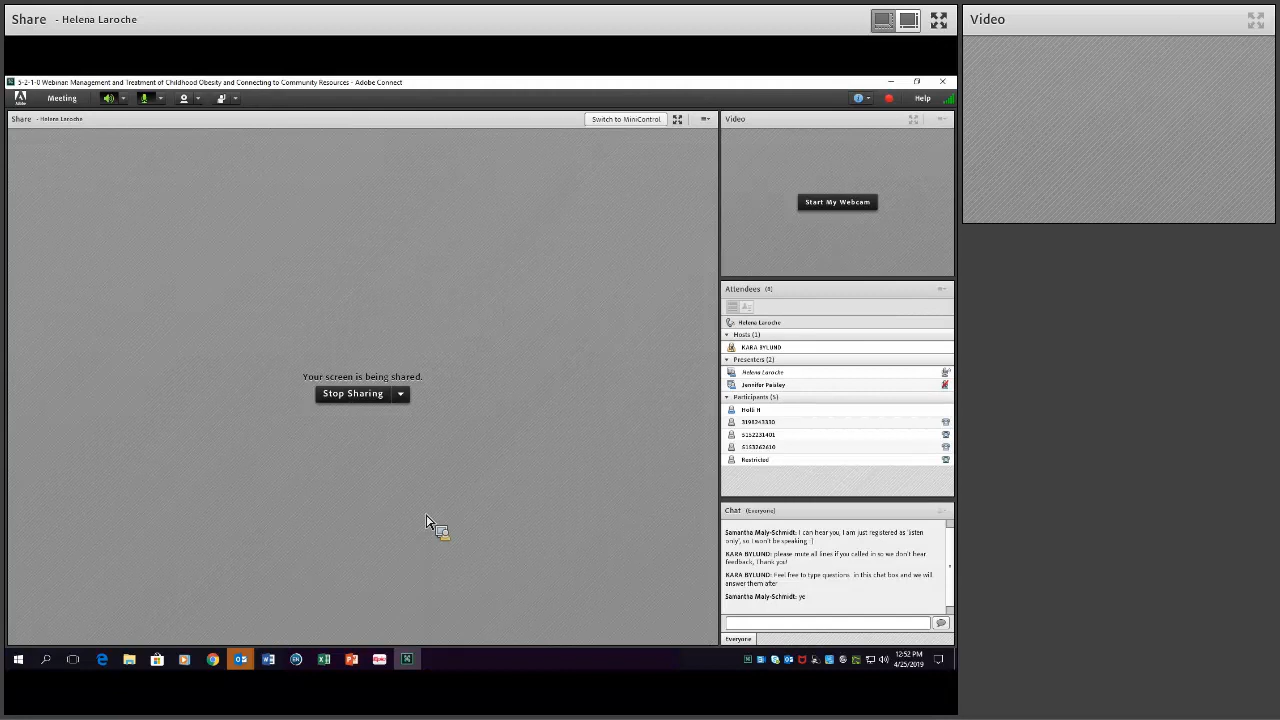 Share - Helena Laroche
Video
5-2-1-0 Webinar: Management and Treatment of Childhood Obesity and Connecting to Community Resources - Adobe Connect
Meeting
Help
Share - Helena Laroche
Switch to MiniControl
Video
Start My Webcam
Your screen is being shared.
Stop Sharing
Attendees (8)
Helena Laroche
Hosts (1)
KARA BYLUND
Presenters (2)
Helena Laroche
Jennifer Paisley
Participants (5)
Holli H
3198243330
5152231401
5153262610
Restricted
Chat (Everyone)
Samantha Maly-Schmidt: I can hear you, I am just registered as 'listen
only', so I won't be speaking :)
KARA BYLUND: please mute all lines if you called in so we don't hear
feedback, I thank you!
KARA BYLUND: Feel free to type questions in this chat box and we will
answer them after
Samantha Maly-Schmidt: ye
Everyone
12:52 PM
4/25/2019